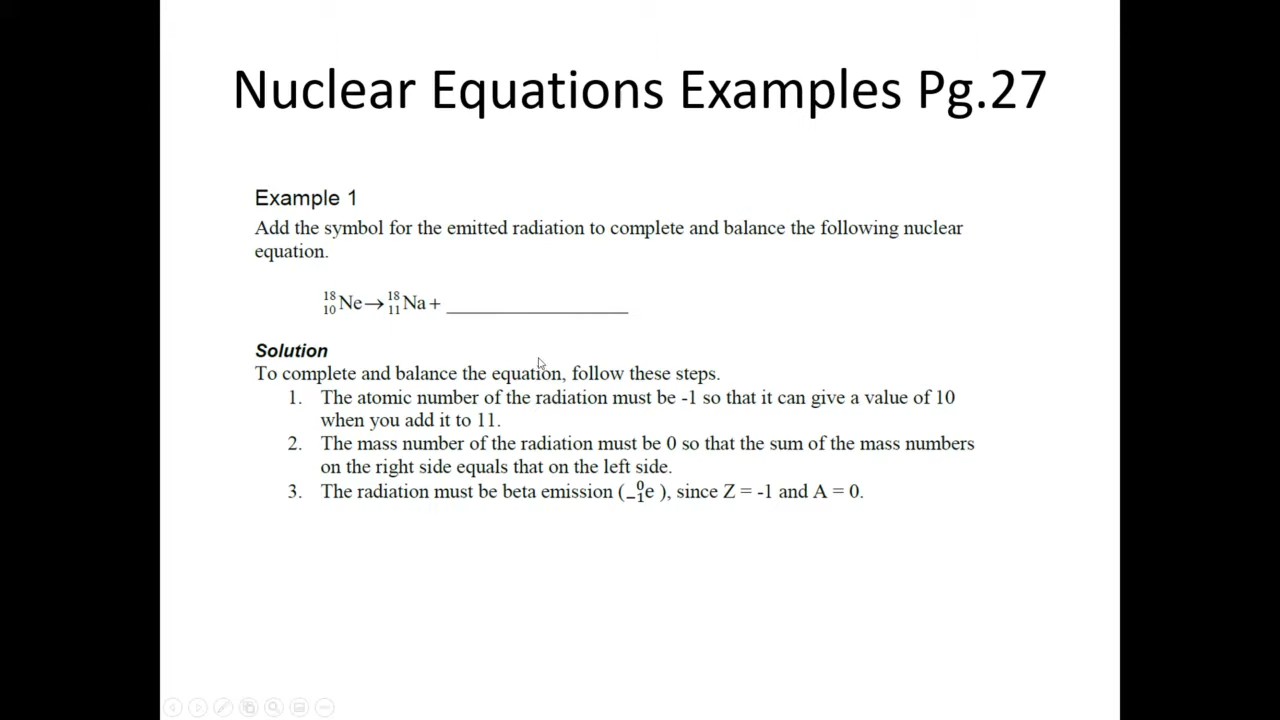 Nuclear Equations Examples Pg.27
Example 1
Add the symbol for the emitted radiation to complete and balance the following nuclear
equation.
¹⁸₁₀Ne → ¹⁸₁₁Na + ____________________
Solution
To complete and balance the equation, follow these steps.
1. The atomic number of the radiation must be -1 so that it can give a value of 10
when you add it to 11.
2. The mass number of the radiation must be 0 so that the sum of the mass numbers
on the right side equals that on the left side.
3. The radiation must be beta emission (⁰₋₁e ), since Z = -1 and A = 0.